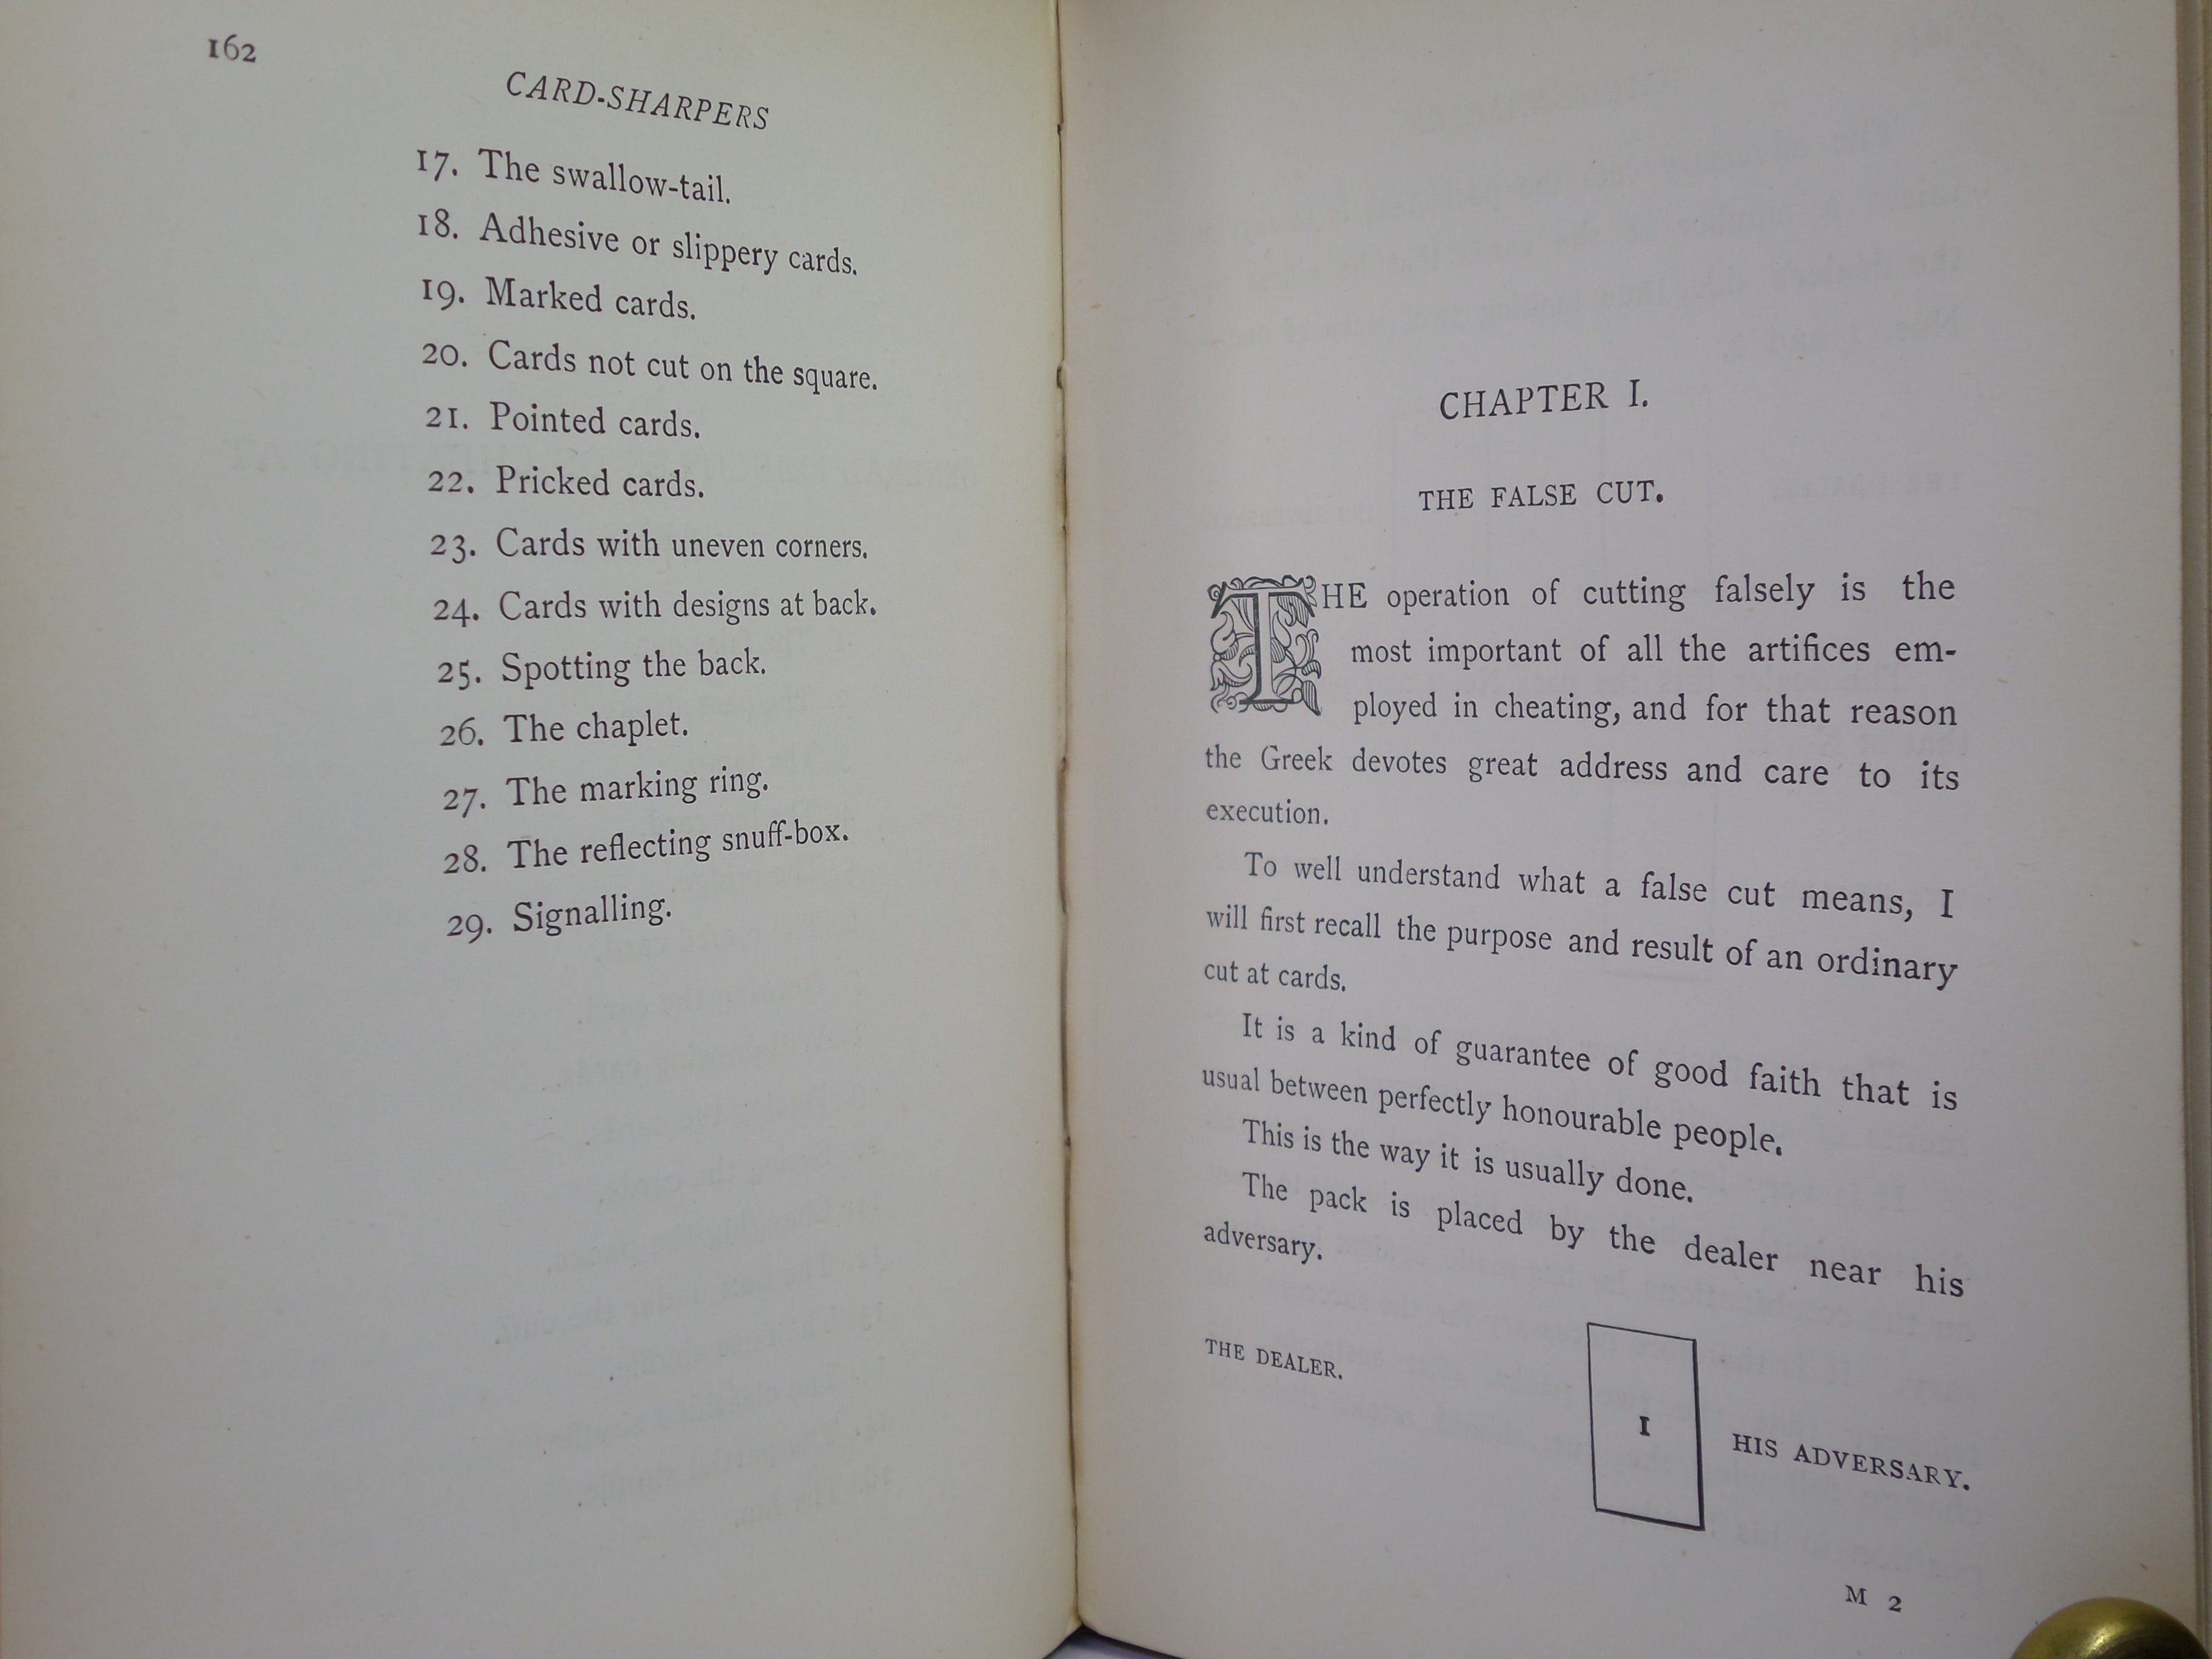 162
CARD-SHARPERS
17. The swallow-tail.
18. Adhesive or slippery cards.
19. Marked cards.
20. Cards not cut on the square.
21. Pointed cards.
22. Pricked cards.
23. Cards with uneven corners.
24. Cards with designs at back.
25. Spotting the back.
26. The chaplet.
27. The marking ring.
28. The reflecting snuff-box.
29. Signalling.
CHAPTER I.
THE FALSE CUT.
THE operation of cutting falsely is the
most important of all the artifices em-
ployed in cheating, and for that reason
the Greek devotes great address and care to its
execution.
To well understand what a false cut means, I
will first recall the purpose and result of an ordinary
cut at cards.
It is a kind of guarantee of good faith that is
usual between perfectly honourable people.
This is the way it is usually done.
The pack is placed by the dealer near his
adversary.
THE DEALER.
I
HIS ADVERSARY.
M 2